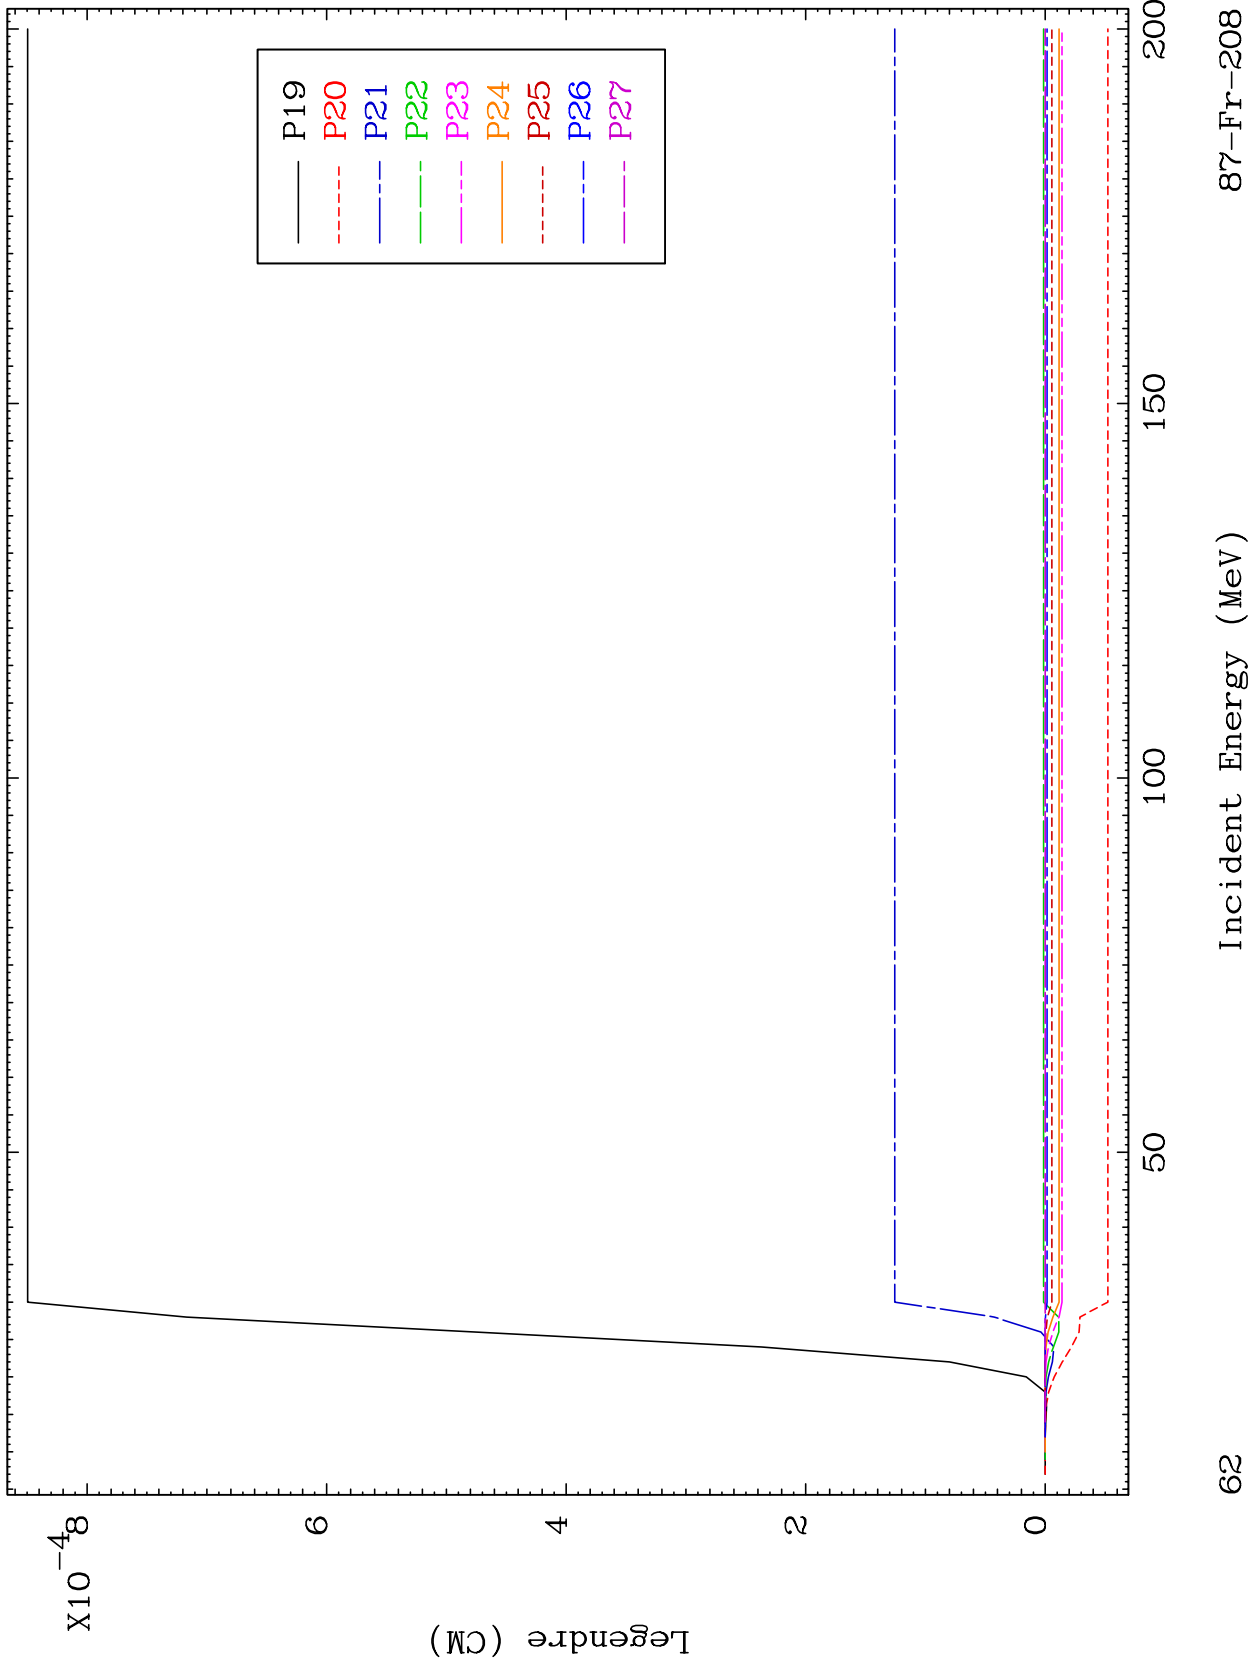 X10-4
8
6
4
2
0
Legendre (CM)
P19
P20
P21
P22
P23
P24
P25
P26
P27
50
100
150
200
Incident Energy (MeV)
62
87-Fr-208